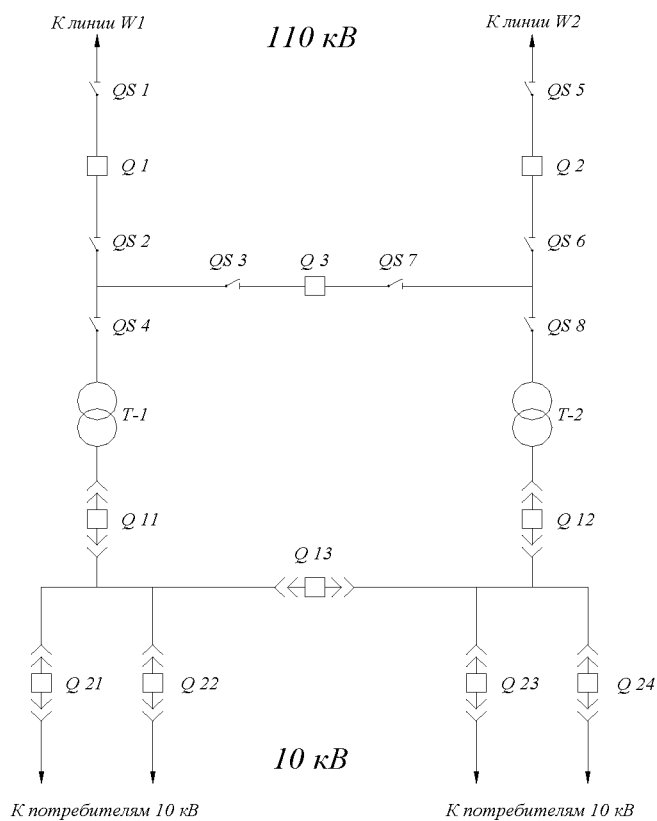 К линии W1
110 кВ
К линии W2
QS 1
QS 5
Q 1
Q 2
QS 2
QS 6
QS 3
Q 3
QS 7
QS 4
QS 8
Т-1
Т-2
Q 11
Q 12
Q 13
Q 21
Q 22
Q 23
Q 24
10 кВ
К потребителям 10 кВ
К потребителям 10 кВ